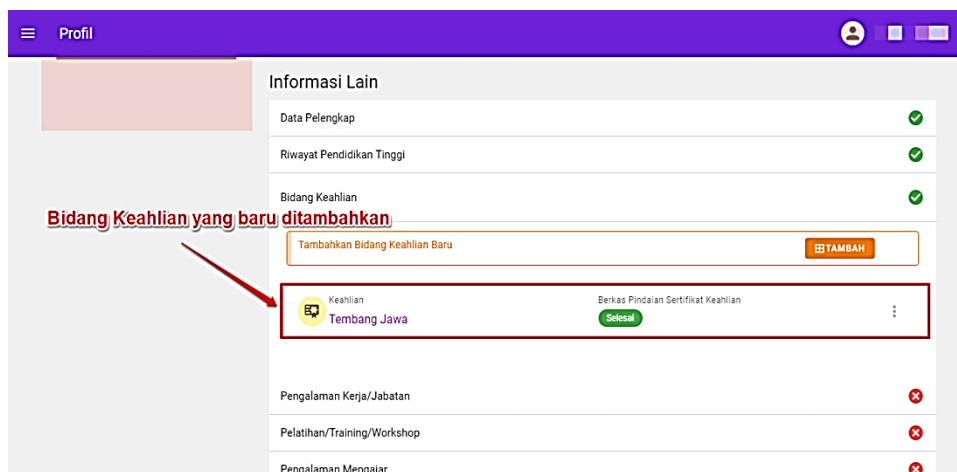 Profil
Informasi Lain
Data Pelengkap
Riwayat Pendidikan Tinggi
Bidang Keahlian
Bidang Keahlian yang baru ditambahkan
Tambahkan Bidang Keahlian Baru
TAMBAH
Keahlian
Berkas Pindaian Sertifikat Keahlian
Tembang Jawa
Selesai
Pengalaman Kerja/Jabatan
Pelatihan/Training/Workshop
Pengalaman Mengajar